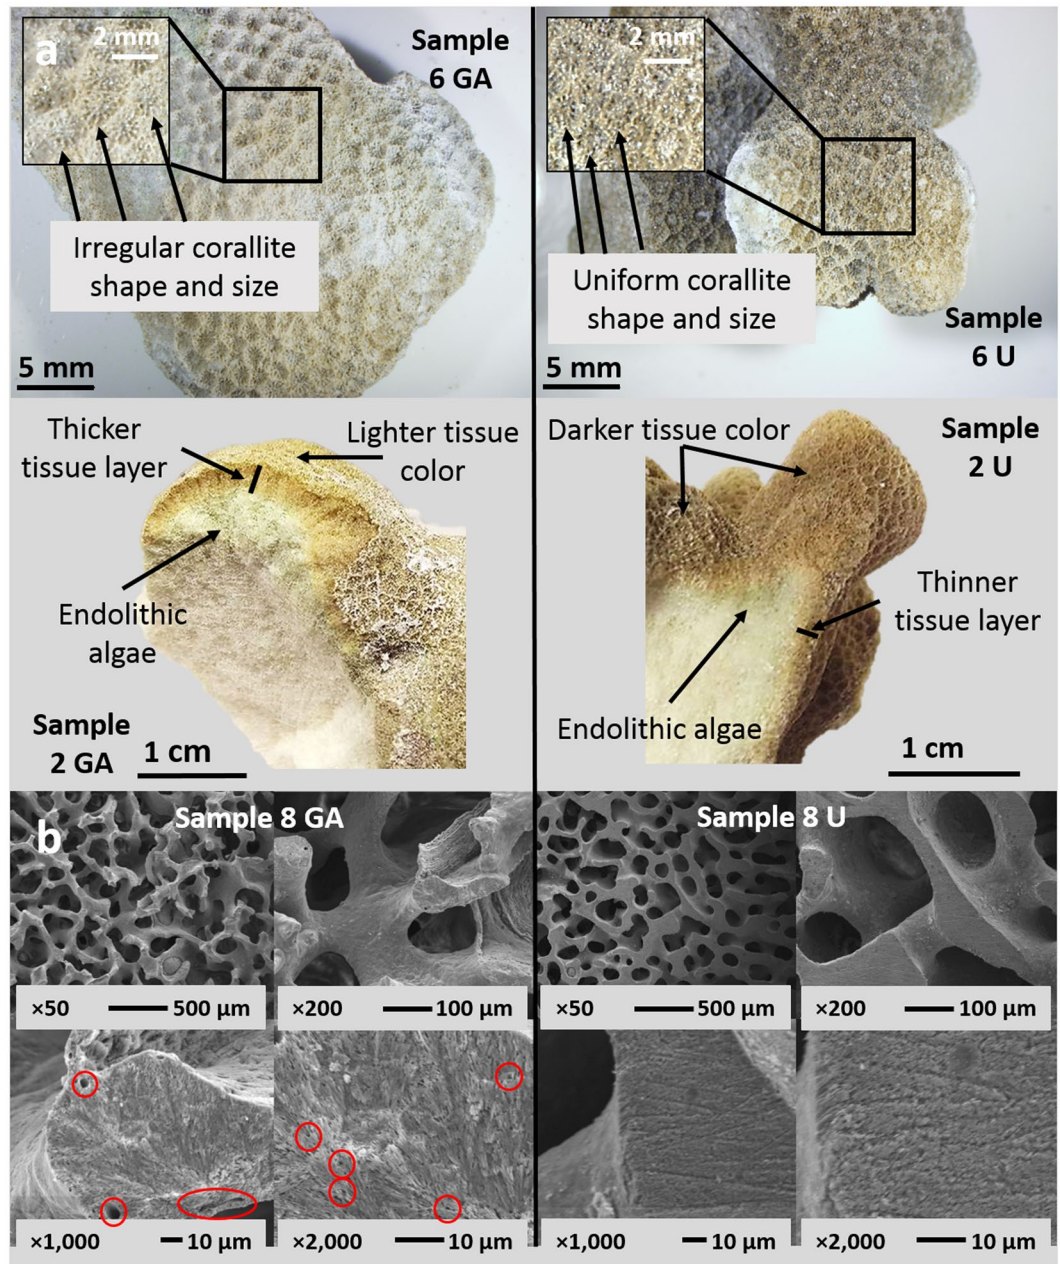 a
2 mm
Sample
6 GA
Irregular corallite
shape and size
5 mm
2 mm
Uniform corallite
shape and size
Sample
6 U
5 mm
Thicker
tissue layer
Lighter tissue
color
Endolithic
algae
Sample
2 GA
1 cm
Darker tissue color
Sample
2 U
Thinner
tissue layer
Endolithic algae
1 cm
b
Sample 8 GA
×50 500 µm
×200 100 µm
×1,000 10 µm
×2,000 10 µm
Sample 8 U
×50 500 µm
×200 100 µm
×1,000 10 µm
×2,000 10 µm